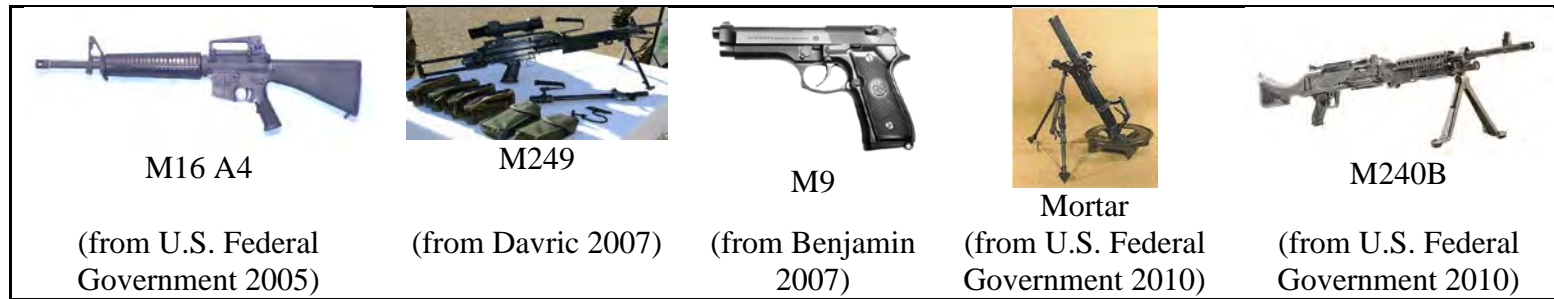 M16 A4
(from U.S. Federal
Government 2005)
M249
(from Davric 2007)
M9
(from Benjamin
2007)
Mortar
(from U.S. Federal
Government 2010)
M240B
(from U.S. Federal
Government 2010)